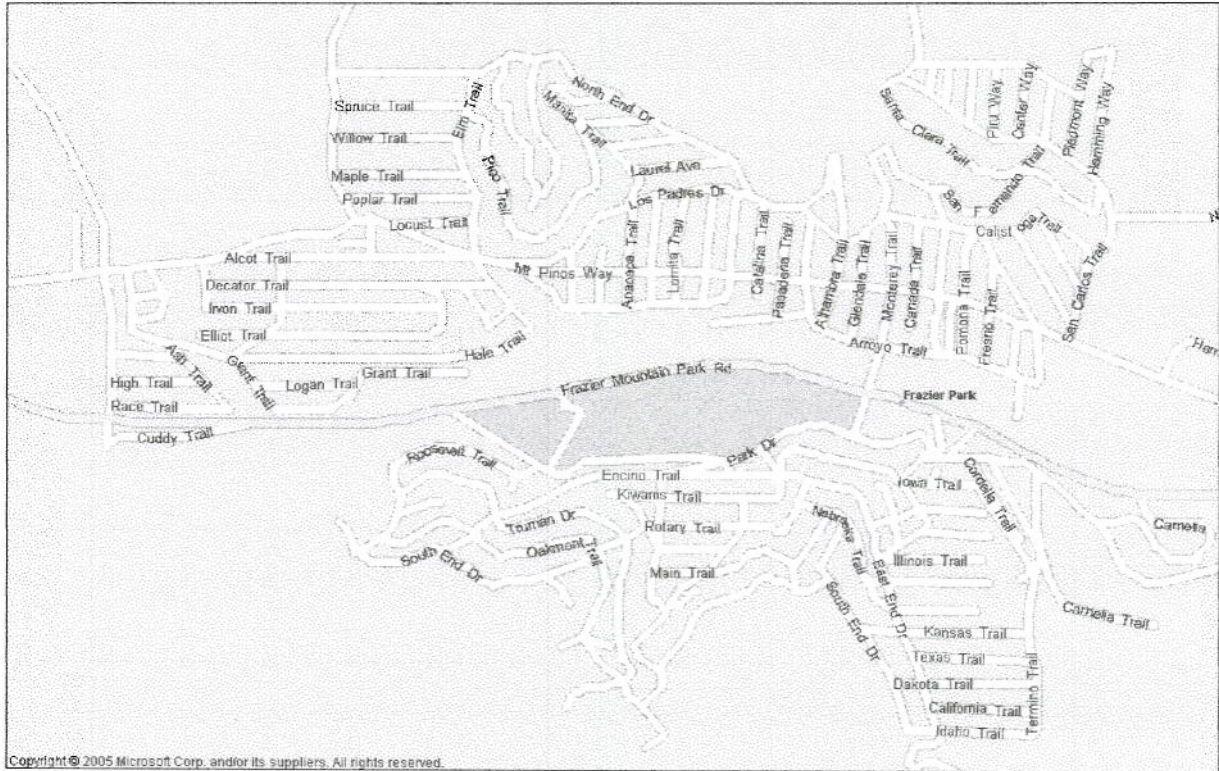 North End Dr
Manila Trail
Spruce Trail
Elm Trail
Willow Trail
Pico Trail
Maple Trail
Poplar Trail
Locust Trail
Laurel Ave
Los Padres Dr
Santa Clara Trail
Piru Way
Center Way
Piedmont Way
Hemming Way
San Fernando Trail
Calistoga Trail
San Carlos Trail
Alcot Trail
Decator Trail
Irvon Trail
Elliot Trail
Mt Pinos Way
Lomita Trail
Catalina Trail
Pasadena Trail
Alhambra Trail
Glendale Trail
Monterey Trail
Canada Trail
Pomona Trail
Fresno Trail
Arroyo Trail
Hale Trail
Ash Trail
Grant Trail
Grant Trail
High Trail
Logan Trail
Race Trail
Cuddy Trail
Frazier Mountain Park Rd
Frazier Park
Roosevelt Trail
Park Dr
Encino Trail
Kiwanis Trail
Iowa Trail
Cordelia Trail
Truman Dr
Rotary Trail
Nebraska Trail
Oakmont Trail
South End Dr
Main Trail
East End Dr
Illinois Trail
South End Dr
Kansas Trail
Texas Trail
Dakota Trail
California Trail
Idaho Trail
Termino Trail
Copyright © 2005 Microsoft Corp. and/or its suppliers. All rights reserved.